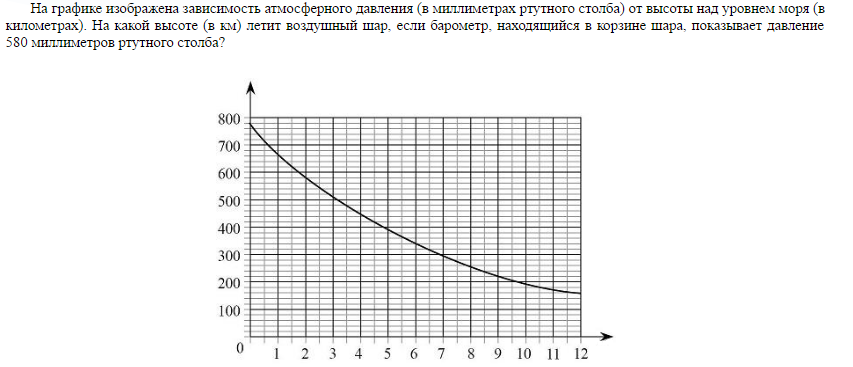 На графике изображена зависимость атмосферного давления (в миллиметрах ртутного столба) от высоты над уровнем моря (в
километрах). На какой высоте (в км) летит воздушный шар, если барометр, находящийся в корзине шара, показывает давление
580 миллиметров ртутного столба?
800
700
600
500
400
300
200
100
0 1 2 3 4 5 6 7 8 9 10 11 12